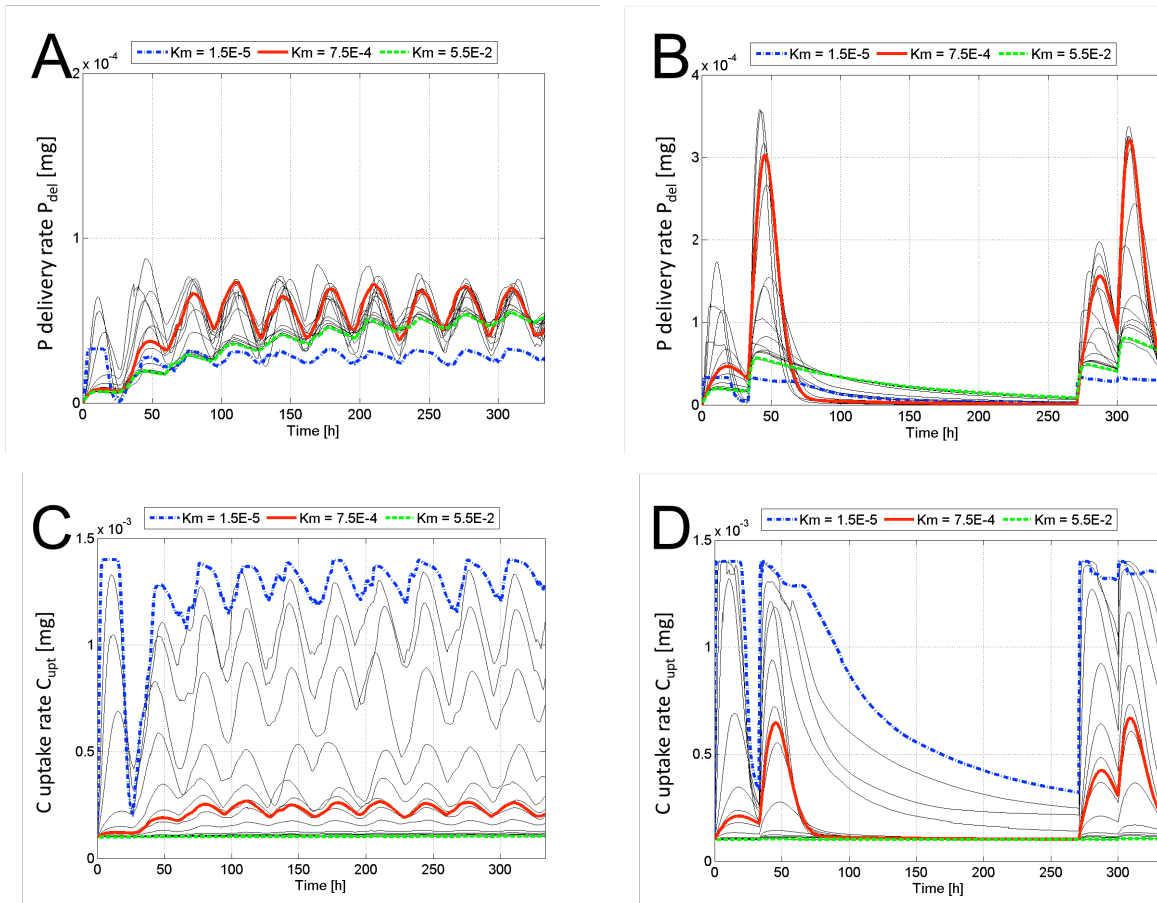 A
Km = 1.5E-5 Km = 7.5E-4 Km = 5.5E-2
2 x 10-4
1
0
P delivery rate Pdel [mg]
0 50 100 150 200 250 300
Time [h]
B
Km = 1.5E-5 Km = 7.5E-4 Km = 5.5E-2
4 x 10-4
3
2
1
0
P delivery rate Pdel [mg]
0 50 100 150 200 250 300
Time [h]
C
Km = 1.5E-5 Km = 7.5E-4 Km = 5.5E-2
1.5 x 10-3
1
0.5
0
C uptake rate Cupt [mg]
0 50 100 150 200 250 300
Time [h]
D
Km = 1.5E-5 Km = 7.5E-4 Km = 5.5E-2
1.5 x 10-3
1
0.5
0
C uptake rate Cupt [mg]
0 50 100 150 200 250 300
Time [h]